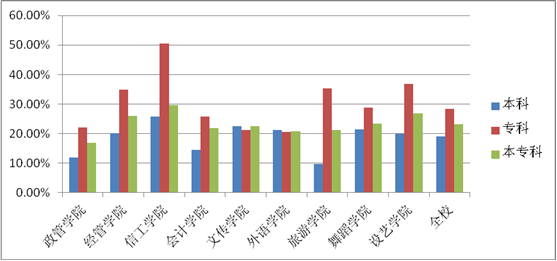 60.00%
50.00%
40.00%
30.00%
20.00%
10.00%
0.00%
政管学院
经管学院
信工学院
会计学院
文传学院
外语学院
旅游学院
舞蹈学院
设艺学院
全校
本科
专科
本专科